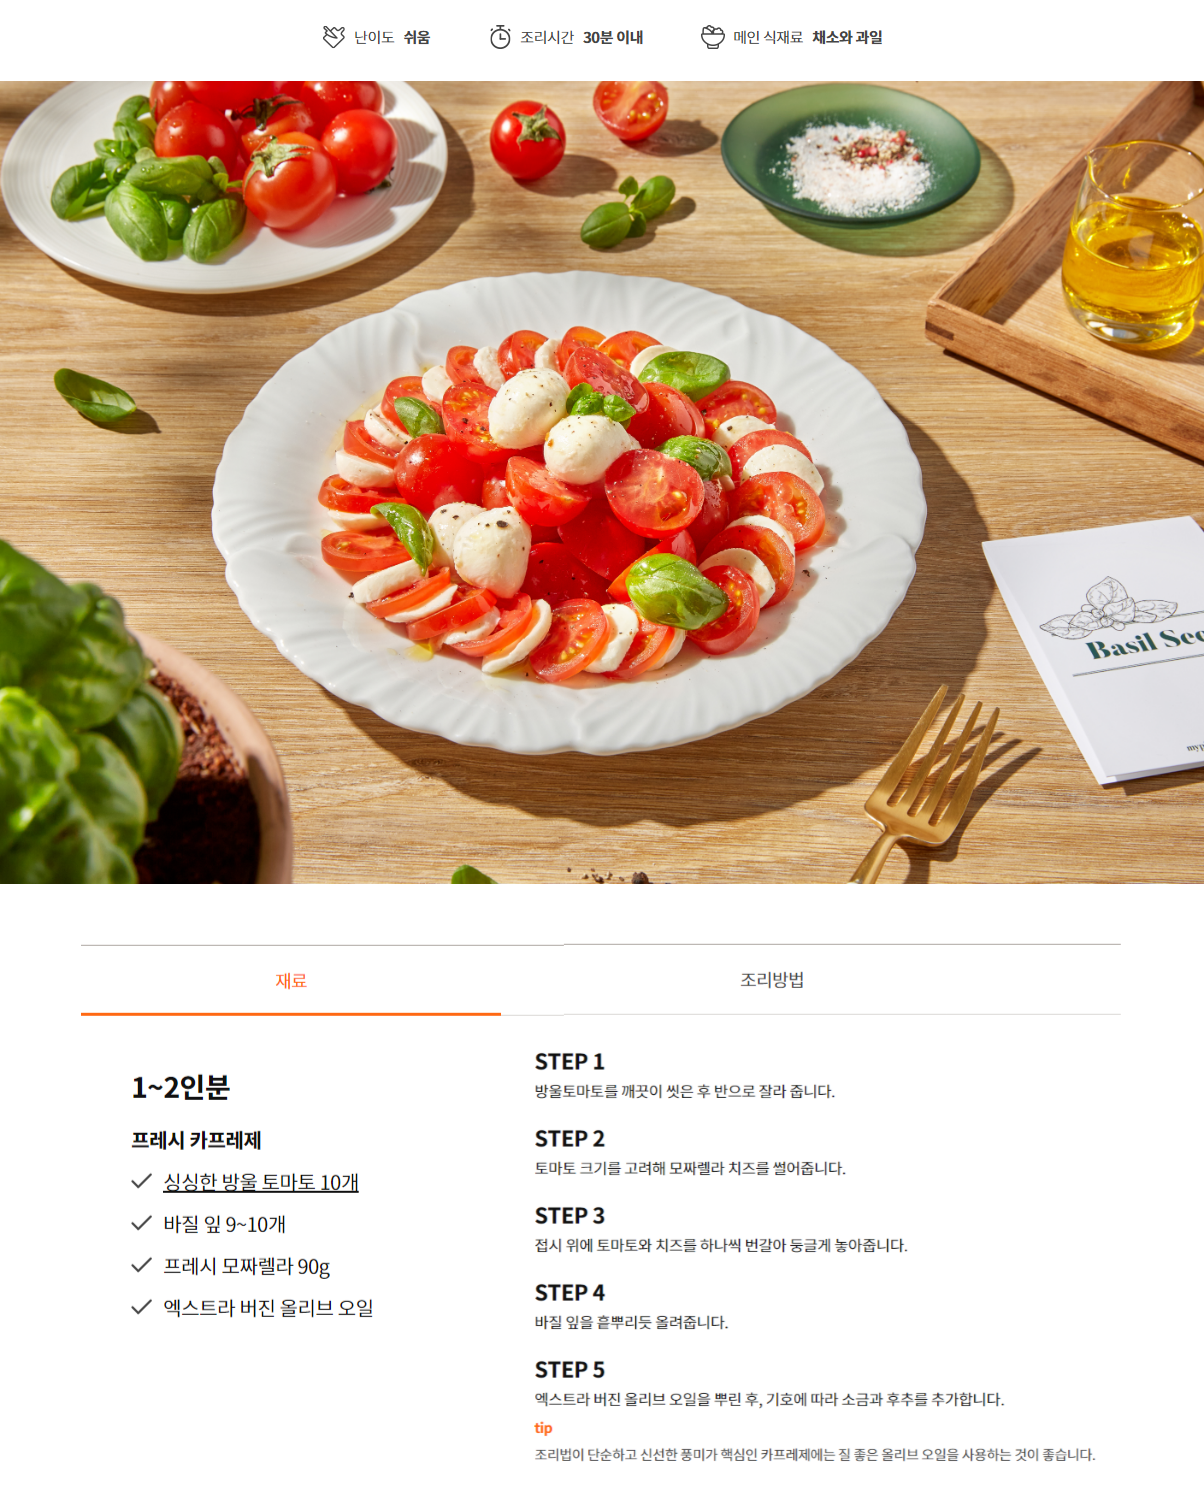 난이도 쉬움 조리시간 30분 이내 메인 식재료 채소와 과일
Basil
재료
조리방법
1~2인분
프레시 카프레제
싱싱한 방울 토마토 10개
바질 잎 9~10개
프레시 모짜렐라 90g
엑스트라 버진 올리브 오일
STEP 1
방울토마토를 깨끗이 씻은 후 반으로 잘라 줍니다.
STEP 2
토마토 크기를 고려해 모짜렐라 치즈를 썰어줍니다.
STEP 3
접시 위에 토마토와 치즈를 하나씩 번갈아 둥글게 놓아줍니다.
STEP 4
바질 잎을 흩뿌리듯 올려줍니다.
STEP 5
엑스트라 버진 올리브 오일을 뿌린 후, 기호에 따라 소금과 후추를 추가합니다.
tip
조리법이 단순하고 신선한 풍미가 핵심인 카프레제에는 질 좋은 올리브 오일을 사용하는 것이 좋습니다.